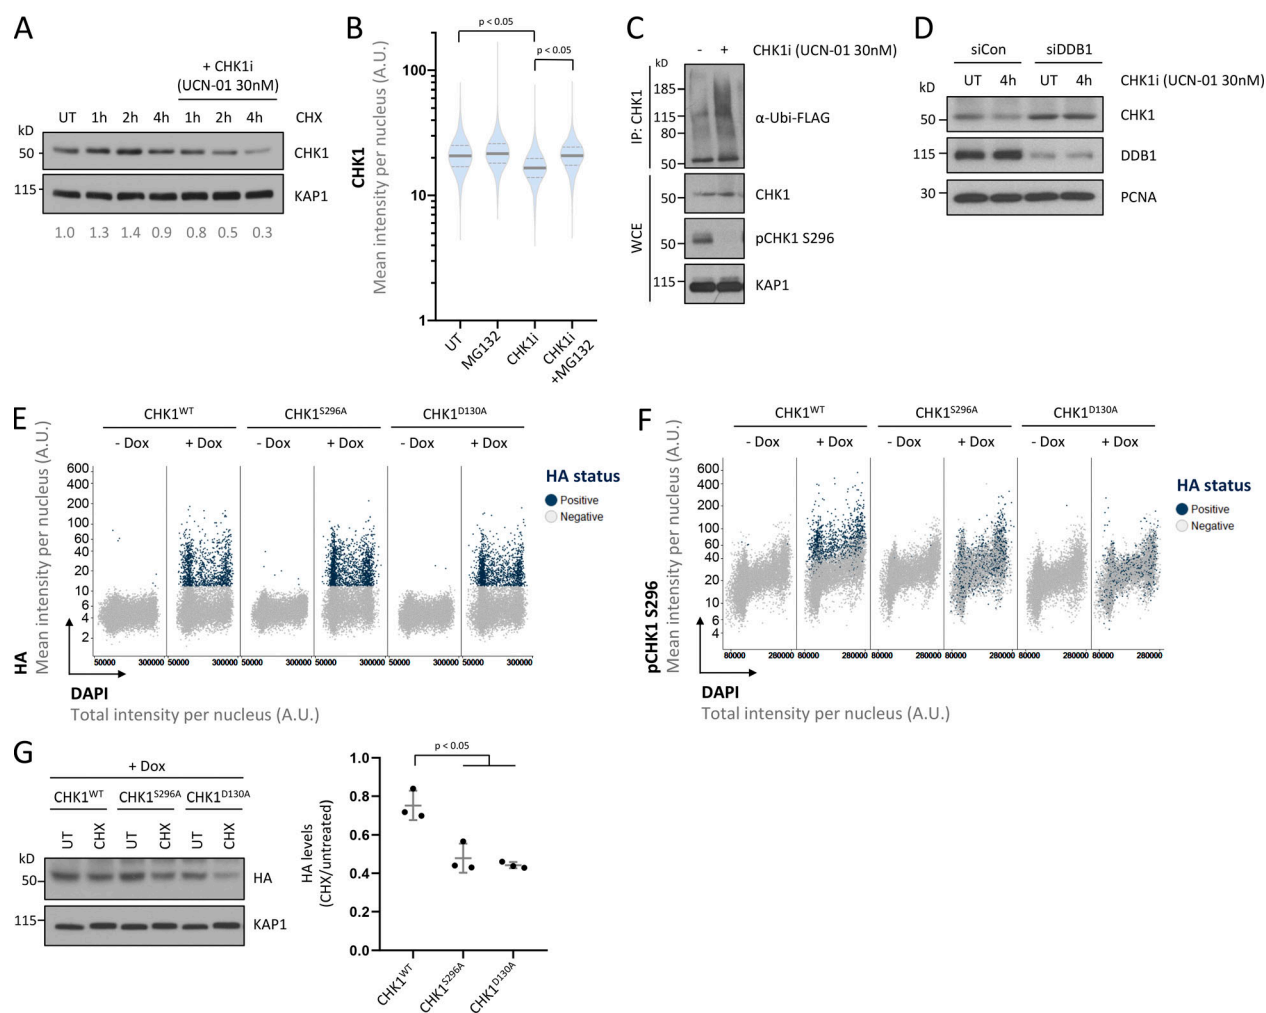 A
+ CHK1i
(UCN-01 30nM)
UT 1h 2h 4h 1h 2h 4h CHX
kD
50 CHK1
115 KAP1
1.0 1.3 1.4 0.9 0.8 0.5 0.3
B
CHK1
Mean intensity per nucleus (A.U.)
p < 0.05
p < 0.05
100
10
1
UT
MG132
CHK1i
CHK1i
+MG132
C
- + CHK1i (UCN-01 30nM)
kD
IP: CHK1
185
115
80
50
α-Ubi-FLAG
WCE
50 CHK1
50 pCHK1 S296
115 KAP1
D
siCon siDDB1
UT 4h UT 4h CHK1i (UCN-01 30nM)
kD
50 CHK1
115 DDB1
30 PCNA
E
CHK1WT CHK1S296A CHK1D130A
- Dox + Dox - Dox + Dox - Dox + Dox
HA
Mean intensity per nucleus (A.U.)
600
400
200
100
60
40
20
10
6
4
2
50000 300000 50000 300000 50000 300000 50000 300000 50000 300000 50000 300000
DAPI
Total intensity per nucleus (A.U.)
HA status
Positive
Negative
F
CHK1WT CHK1S296A CHK1D130A
- Dox + Dox - Dox + Dox - Dox + Dox
pCHK1 S296
Mean intensity per nucleus (A.U.)
600
400
200
100
60
40
20
10
6
4
80000 280000 80000 280000 80000 280000 80000 280000 80000 280000 80000 280000
DAPI
Total intensity per nucleus (A.U.)
HA status
Positive
Negative
G
+ Dox
CHK1WT CHK1S296A CHK1D130A
UT CHX UT CHX UT CHX
kD
50 HA
115 KAP1
HA levels
(CHX/untreated)
p < 0.05
1.0
0.8
0.6
0.4
0.2
0.0
CHK1WT
CHK1S296A
CHK1D130A